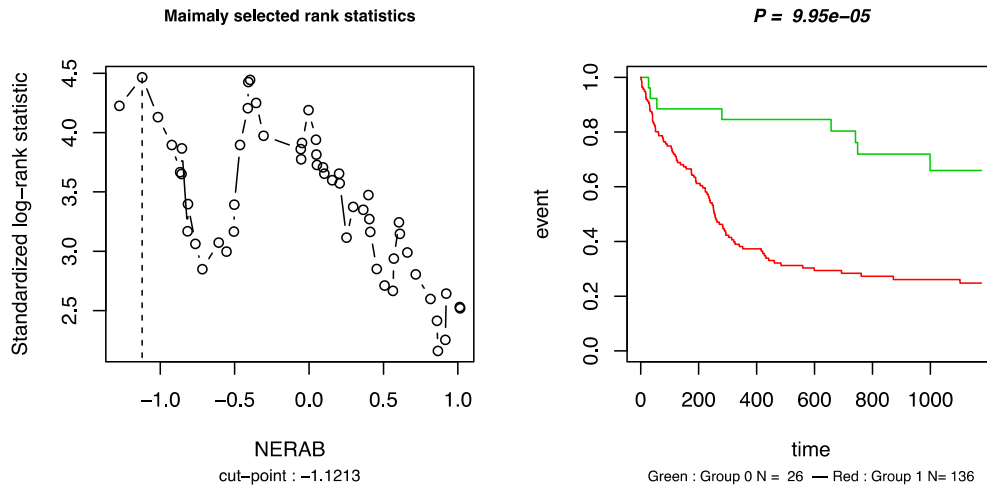 Maimaly selected rank statistics
Standardized log−rank statistic
4.5
4.0
3.5
3.0
2.5
−1.0 −0.5 0.0 0.5 1.0
NERAB
cut−point : −1.1213
P = 9.95e−05
event
1.0
0.8
0.6
0.4
0.2
0.0
0 200 400 600 800 1000
time
Green : Group 0 N = 26 — Red : Group 1 N= 136